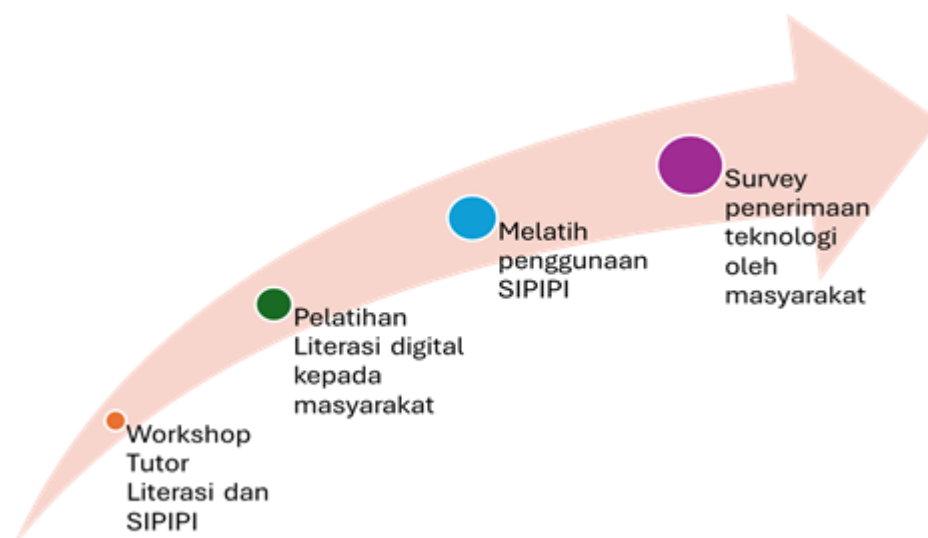 Workshop
Tutor
Literasi dan
SIPIPI
Pelatihan
Literasi digital
kepada
masyarakat
Melatih
penggunaan
SIPIPI
Survey
penerimaan
teknologi
oleh
masyarakat